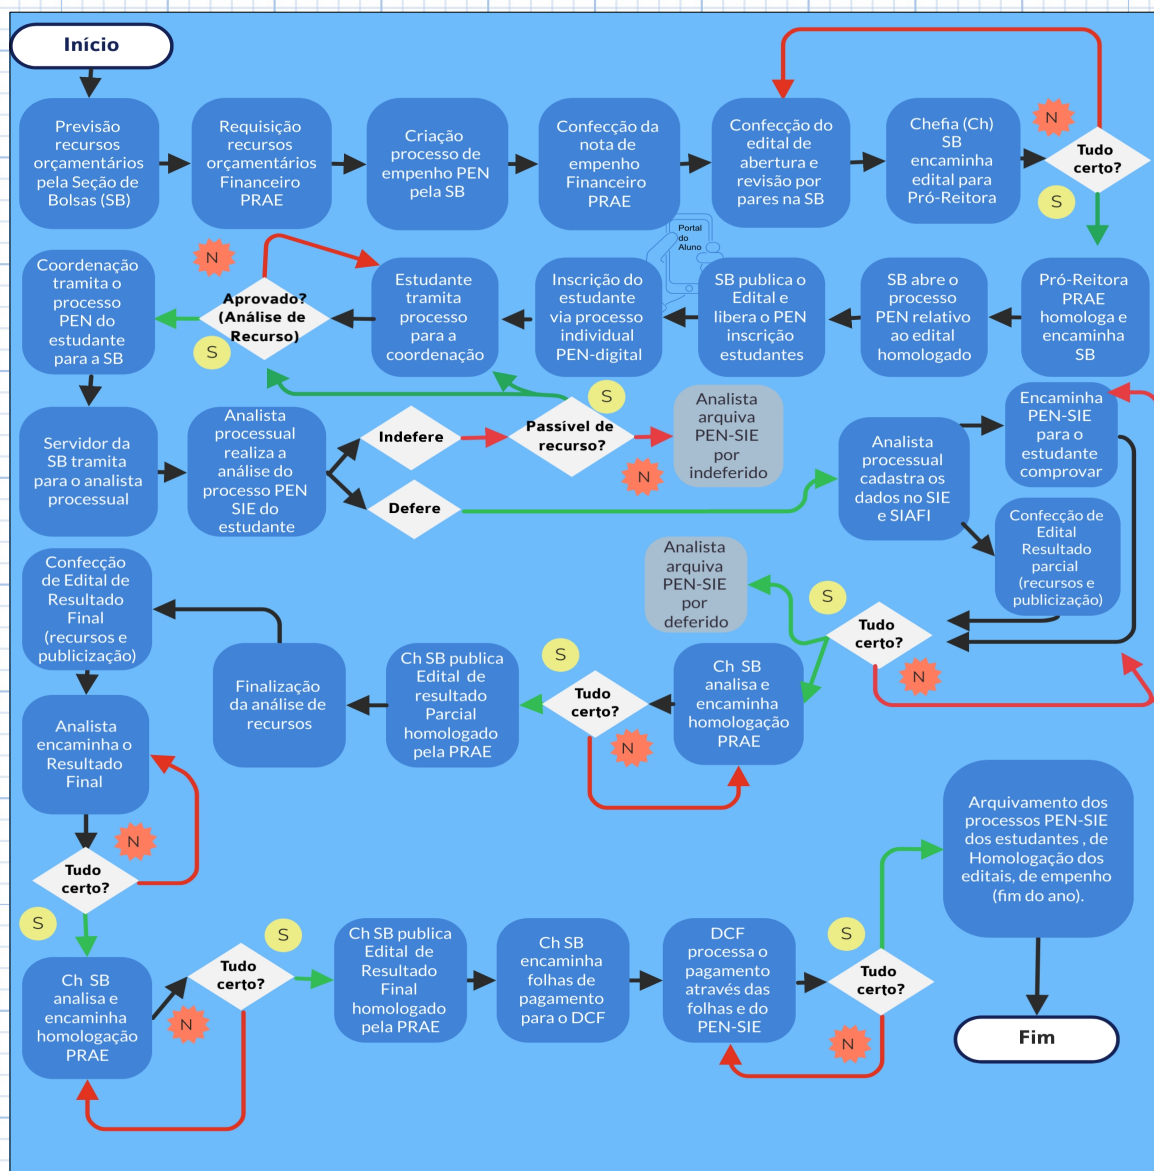 Início
Previsão
recursos
orçamentários
pela Seção de
Bolsas (SB)
Requisição
recursos
orçamentários
Financeiro
PRAE
Criação
processo de
empenho PEN
pela SB
Confecção da
nota de
empenho
Financeiro
PRAE
Confecção do
edital de
abertura e
revisão por
pares na SB
Chefia (Ch)
SB
encaminha
edital para
Pró-Reitora
Tudo
certo?
N
S
Pró-Reitora
PRAE
homologa e
encaminha
SB
SB abre o
processo
PEN relativo
ao edital
homologado
SB publica o
Edital e
libera o PEN
inscrição
estudantes
Portal
do
Aluno
Inscrição do
estudante
via processo
individual
PEN-digital
Estudante
tramita
processo
para a
coordenação
Aprovado?
(Análise de
Recurso)
N
S
Coordenação
tramita o
processo
PEN do
estudante
para a SB
Servidor da
SB tramita
para o analista
processual
Analista
processual
realiza a
análise do
processo PEN
SIE do
estudante
Indefere
Defere
Passível de
recurso?
S
N
Analista
arquiva
PEN-SIE
por
indeferido
Analista
processual
cadastra os
dados no SIE
e SIAFI
Encaminha
PEN-SIE
para o
estudante
comprovar
Confecção de
Edital
Resultado
parcial
(recursos e
publicização)
Tudo
certo?
S
N
Analista
arquiva
PEN-SIE
por
deferido
Ch SB
analisa e
encaminha
homologação
PRAE
Tudo
certo?
S
N
Ch SB publica
Edital de
resultado
Parcial
homologado
pela PRAE
Finalização
da análise de
recursos
Confecção
de Edital de
Resultado
Final
(recursos e
publicização)
Analista
encaminha o
Resultado
Final
Tudo
certo?
N
S
Ch SB
analisa e
encaminha
homologação
PRAE
Tudo
certo?
S
N
Ch SB publica
Edital de
Resultado
Final
homologado
pela PRAE
Ch SB
encaminha
folhas de
pagamento
para o DCF
DCF
processa o
pagamento
através das
folhas e do
PEN-SIE
Tudo
certo?
S
N
Arquivamento dos
processos PEN-SIE
dos estudantes , de
Homologação dos
editais, de empenho
(fim do ano).
Fim